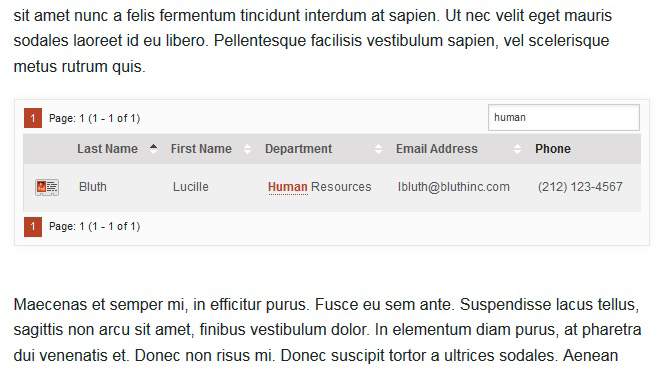 sit amet nunc a felis fermentum tincidunt interdum at sapien. Ut nec velit eget mauris
sodales laoreet id eu libero. Pellentesque facilisis vestibulum sapien, vel scelerisque
metus rutrum quis.
1 Page: 1 (1 - 1 of 1) human
Last Name First Name Department Email Address Phone
Bluth Lucille Human Resources lbluth@bluthinc.com (212) 123-4567
1 Page: 1 (1 - 1 of 1)
Maecenas et semper mi, in efficitur purus. Fusce eu sem ante. Suspendisse lacus tellus,
sagittis non arcu sit amet, finibus vestibulum dolor. In elementum diam purus, at pharetra
dui venenatis et. Donec non risus mi. Donec suscipit tortor a ultrices sodales. Aenean